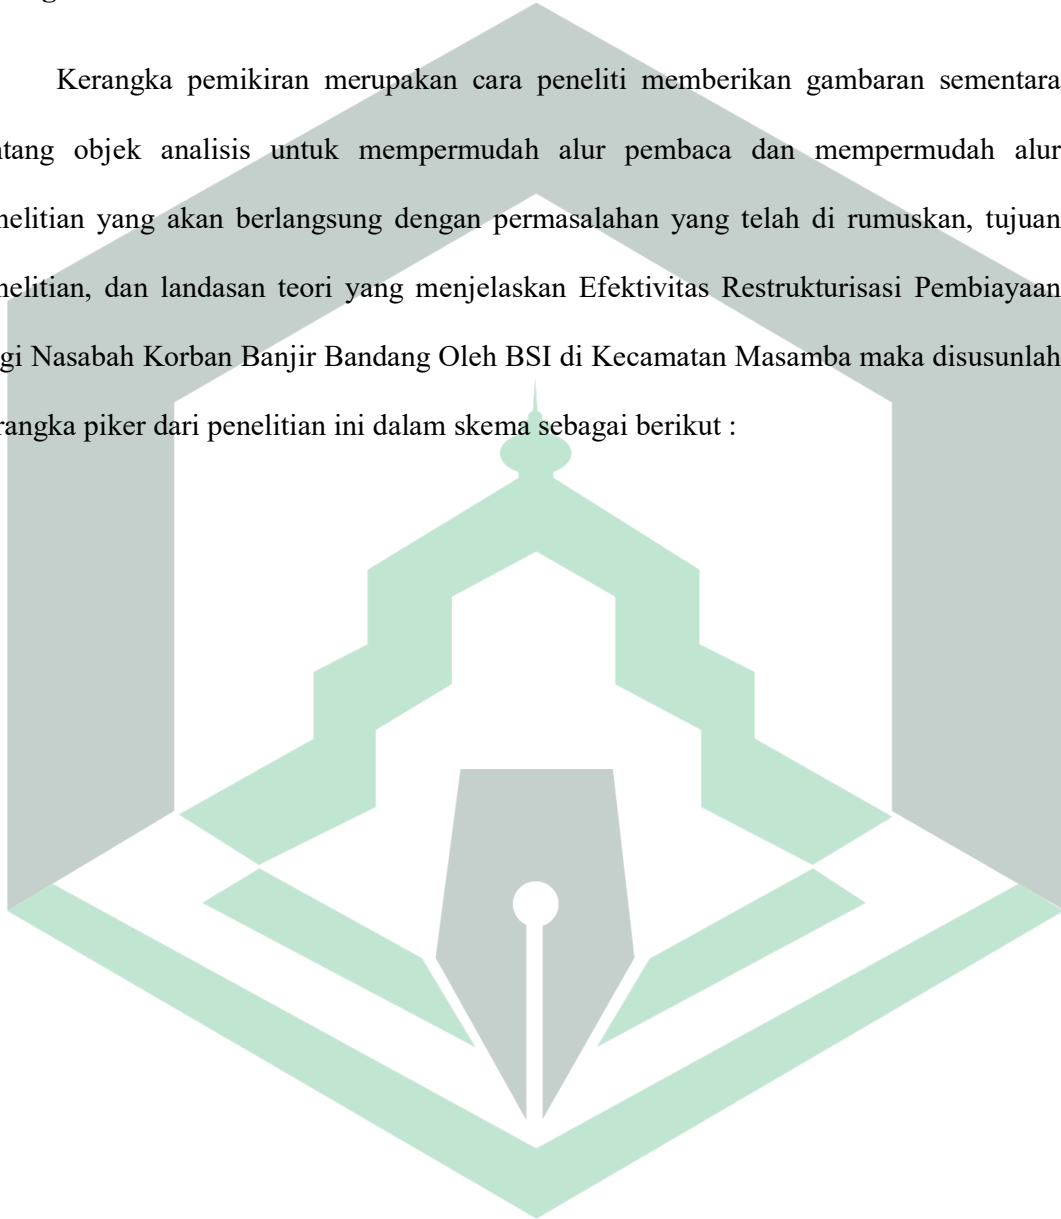 Kerangka pemikiran merupakan cara peneliti memberikan gambaran sementara
ntang objek analisis untuk mempermudah alur pembaca dan mempermudah alur
nelitian yang akan berlangsung dengan permasalahan yang telah di rumuskan, tujuan
nelitian, dan landasan teori yang menjelaskan Efektivitas Restrukturisasi Pembiayaan
gi Nasabah Korban Banjir Bandang Oleh BSI di Kecamatan Masamba maka disusunlah
rangka piker dari penelitian ini dalam skema sebagai berikut :